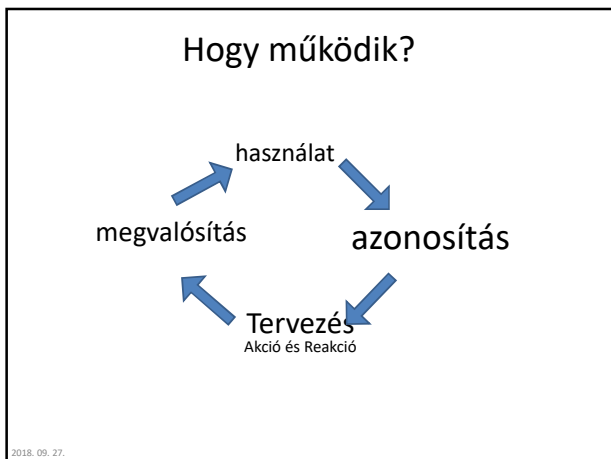 Hogy működik?
használat
megvalósítás
azonosítás
Tervezés
Akció és Reakció
2018. 09. 27.